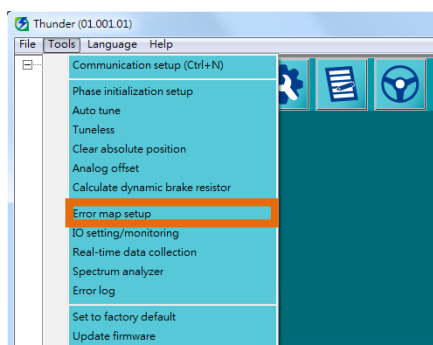 Thunder (01.001.01)
File Tools Language Help
Communication setup (Ctrl+N)
Phase initialization setup
Auto tune
Tuneless
Clear absolute position
Analog offset
Calculate dynamic brake resistor
Error map setup
IO setting/monitoring
Real-time data collection
Spectrum analyzer
Error log
Set to factory default
Update firmware